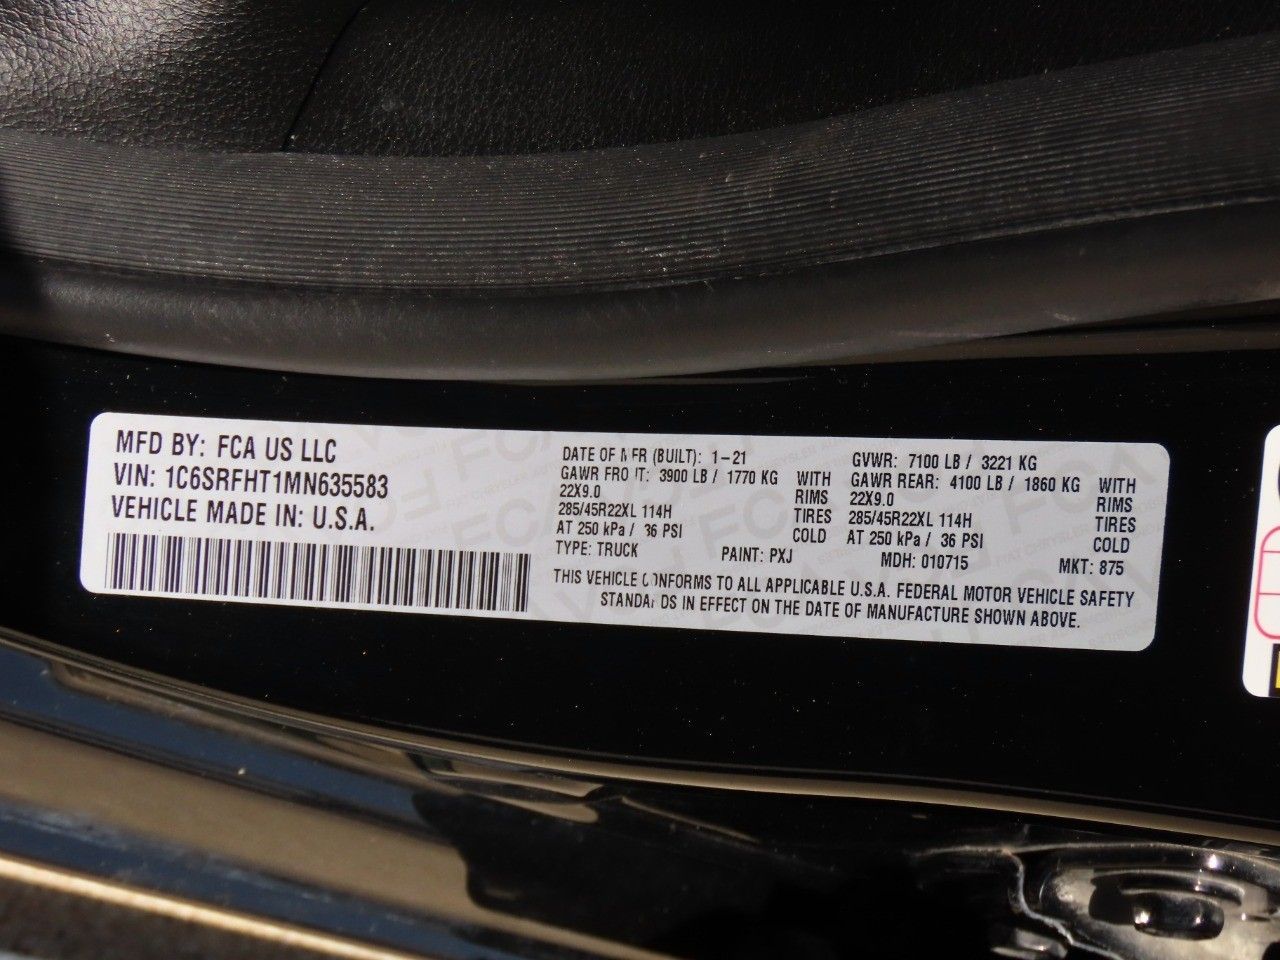 MFD BY: FCA US LLC
VIN: 1C6SRFHT1MN635583
VEHICLE MADE IN: U.S.A.
DATE OF MFR (BUILT): 1-21
GAWR FRONT: 3900 LB / 1770 KG WITH
22X9.0 RIMS
285/45R22XL 114H TIRES
AT 250 kPa / 36 PSI COLD
TYPE: TRUCK PAINT: PXJ
GVWR: 7100 LB / 3221 KG
GAWR REAR: 4100 LB / 1860 KG WITH
22X9.0 RIMS
285/45R22XL 114H TIRES
AT 250 kPa / 36 PSI COLD
MDH: 010715 MKT: 875
THIS VEHICLE CONFORMS TO ALL APPLICABLE U.S.A. FEDERAL MOTOR VEHICLE SAFETY
STANDARDS IN EFFECT ON THE DATE OF MANUFACTURE SHOWN ABOVE.